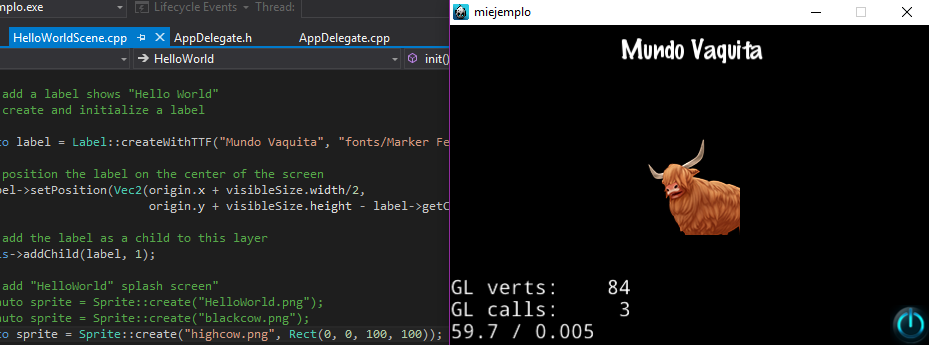 mplo.exe Lifecycle Events Thread:
HelloWorldScene.cpp AppDelegate.h AppDelegate.cpp
HelloWorld init()
add a label shows "Hello World"
create and initialize a label
to label = Label::createWithTTF("Mundo Vaquita", "fonts/Marker Fe
position the label on the center of the screen
bel->setPosition(Vec2(origin.x + visibleSize.width/2,
origin.y + visibleSize.height - label->getC
add the label as a child to this layer
is->addChild(label, 1);
add "HelloWorld" splash screen"
auto sprite = Sprite::create("HelloWorld.png");
auto sprite = Sprite::create("blackcow.png");
to sprite = Sprite::create("highcow.png", Rect(0, 0, 100, 100));
miejemplo
Mundo Vaquita
GL verts: 84
GL calls: 3
59.7 / 0.005